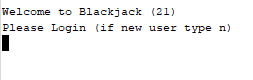 Welcome to Blackjack (21)
Please Login (if new user type n)